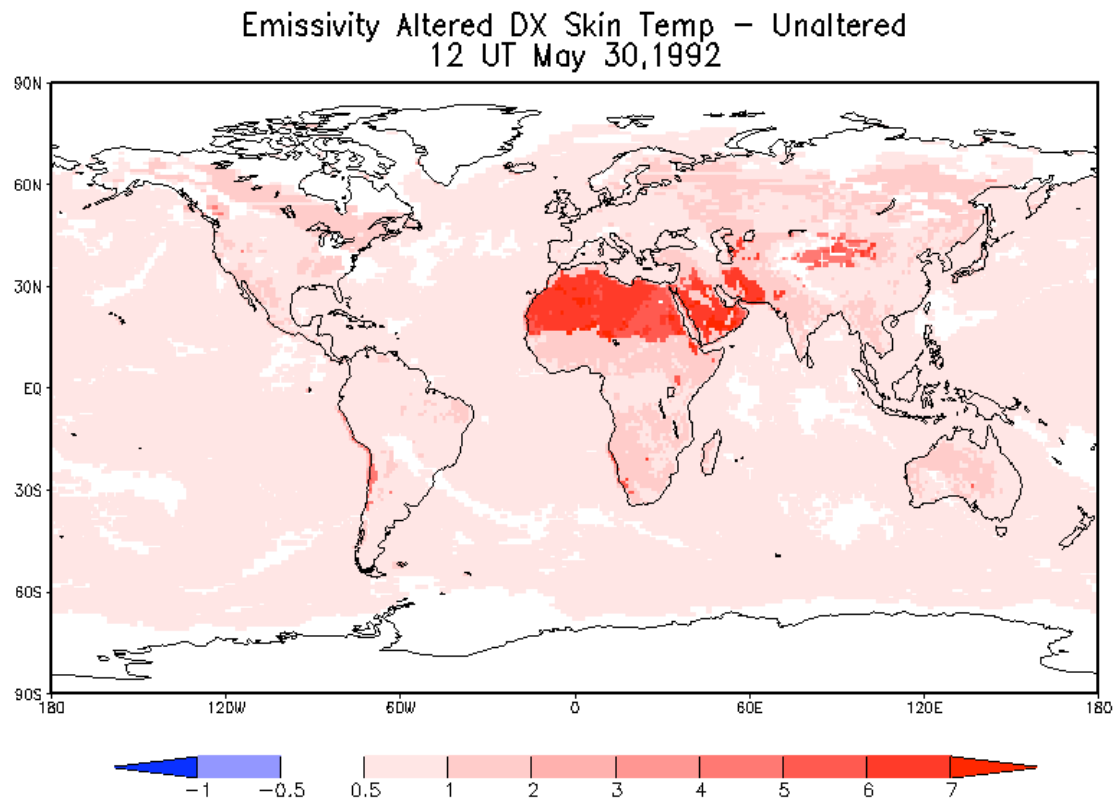 Emissivity Altered DX Skin Temp − Unaltered
12 UT May 30,1992
90N
60N
30N
EQ
30S
60S
90S
180 120W 60W 0 60E 120E 180
−1 −0.5 0.5 1 2 3 4 5 6 7